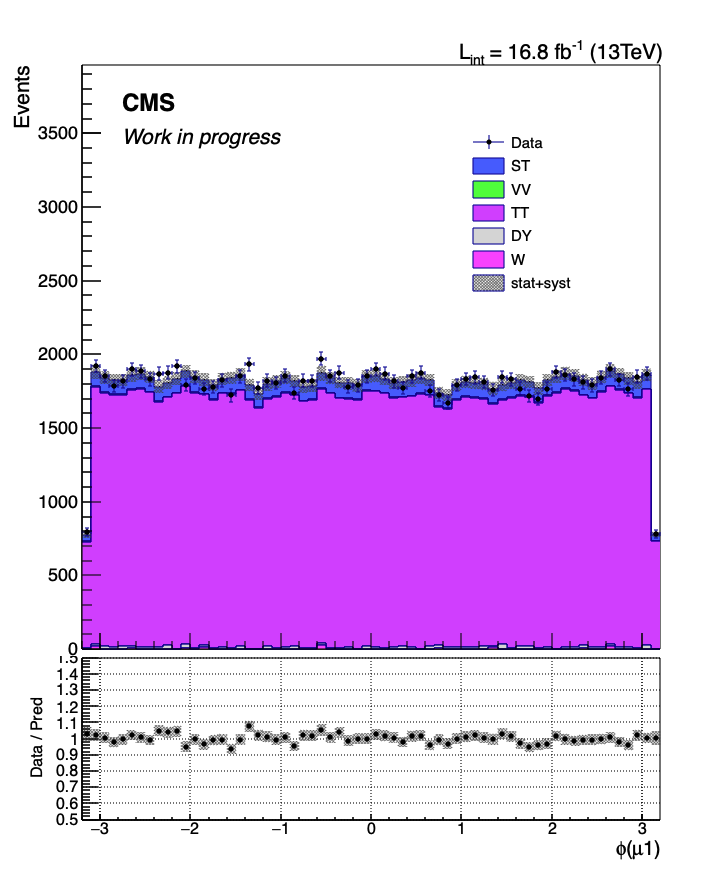 L_int = 16.8 fb⁻¹ (13TeV)
Events
CMS
Work in progress
Data
ST
VV
TT
DY
W
stat+syst
3500
3000
2500
2000
1500
1000
500
0
Data / Pred
1.5
1.4
1.3
1.2
1.1
1
0.9
0.8
0.7
0.6
0.5
−3 −2 −1 0 1 2 3
ϕ(μ1)